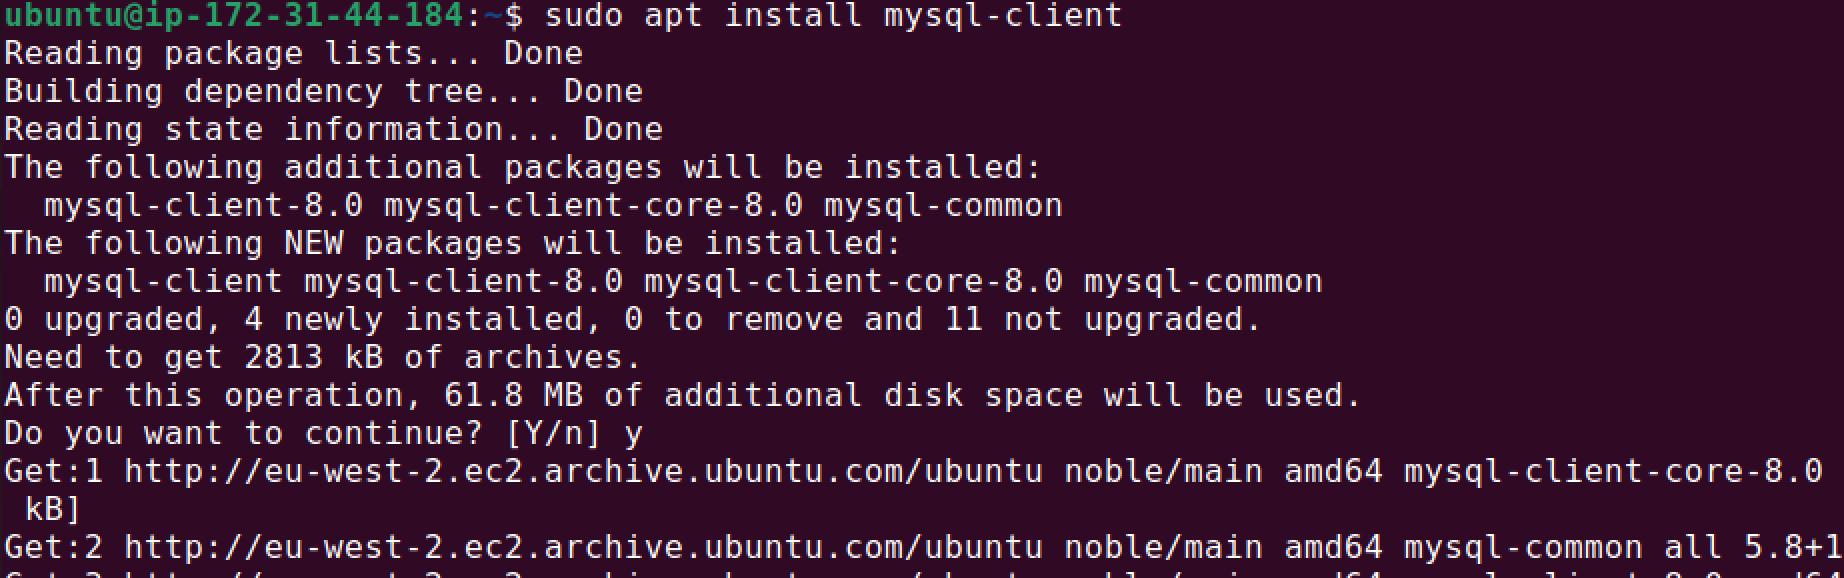 ubuntu@ip-172-31-44-184:~$ sudo apt install mysql-client
Reading package lists... Done
Building dependency tree... Done
Reading state information... Done
The following additional packages will be installed:
  mysql-client-8.0 mysql-client-core-8.0 mysql-common
The following NEW packages will be installed:
  mysql-client mysql-client-8.0 mysql-client-core-8.0 mysql-common
0 upgraded, 4 newly installed, 0 to remove and 11 not upgraded.
Need to get 2813 kB of archives.
After this operation, 61.8 MB of additional disk space will be used.
Do you want to continue? [Y/n] y
Get:1 http://eu-west-2.ec2.archive.ubuntu.com/ubuntu noble/main amd64 mysql-client-core-8.0
 kB]
Get:2 http://eu-west-2.ec2.archive.ubuntu.com/ubuntu noble/main amd64 mysql-common all 5.8+1